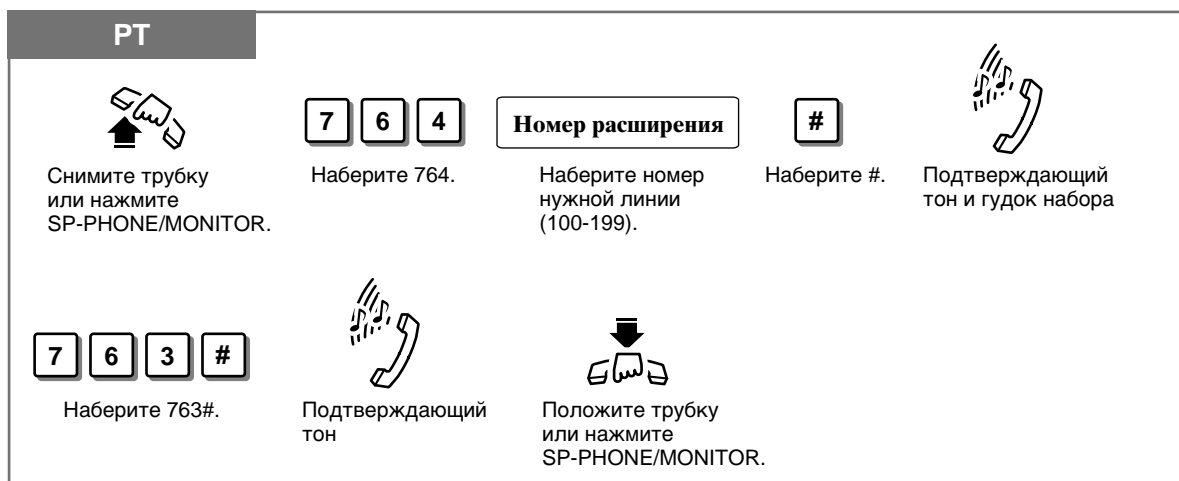 PT
7 6 4
Номер расширения
#
Снимите трубку
или нажмите
SP-PHONE/MONITOR.
Наберите 764.
Наберите номер
нужной линии
(100-199).
Наберите #.
Подтверждающий
тон и гудок набора
7 6 3 #
Наберите 763#.
Подтверждающий
тон
Положите трубку
или нажмите
SP-PHONE/MONITOR.